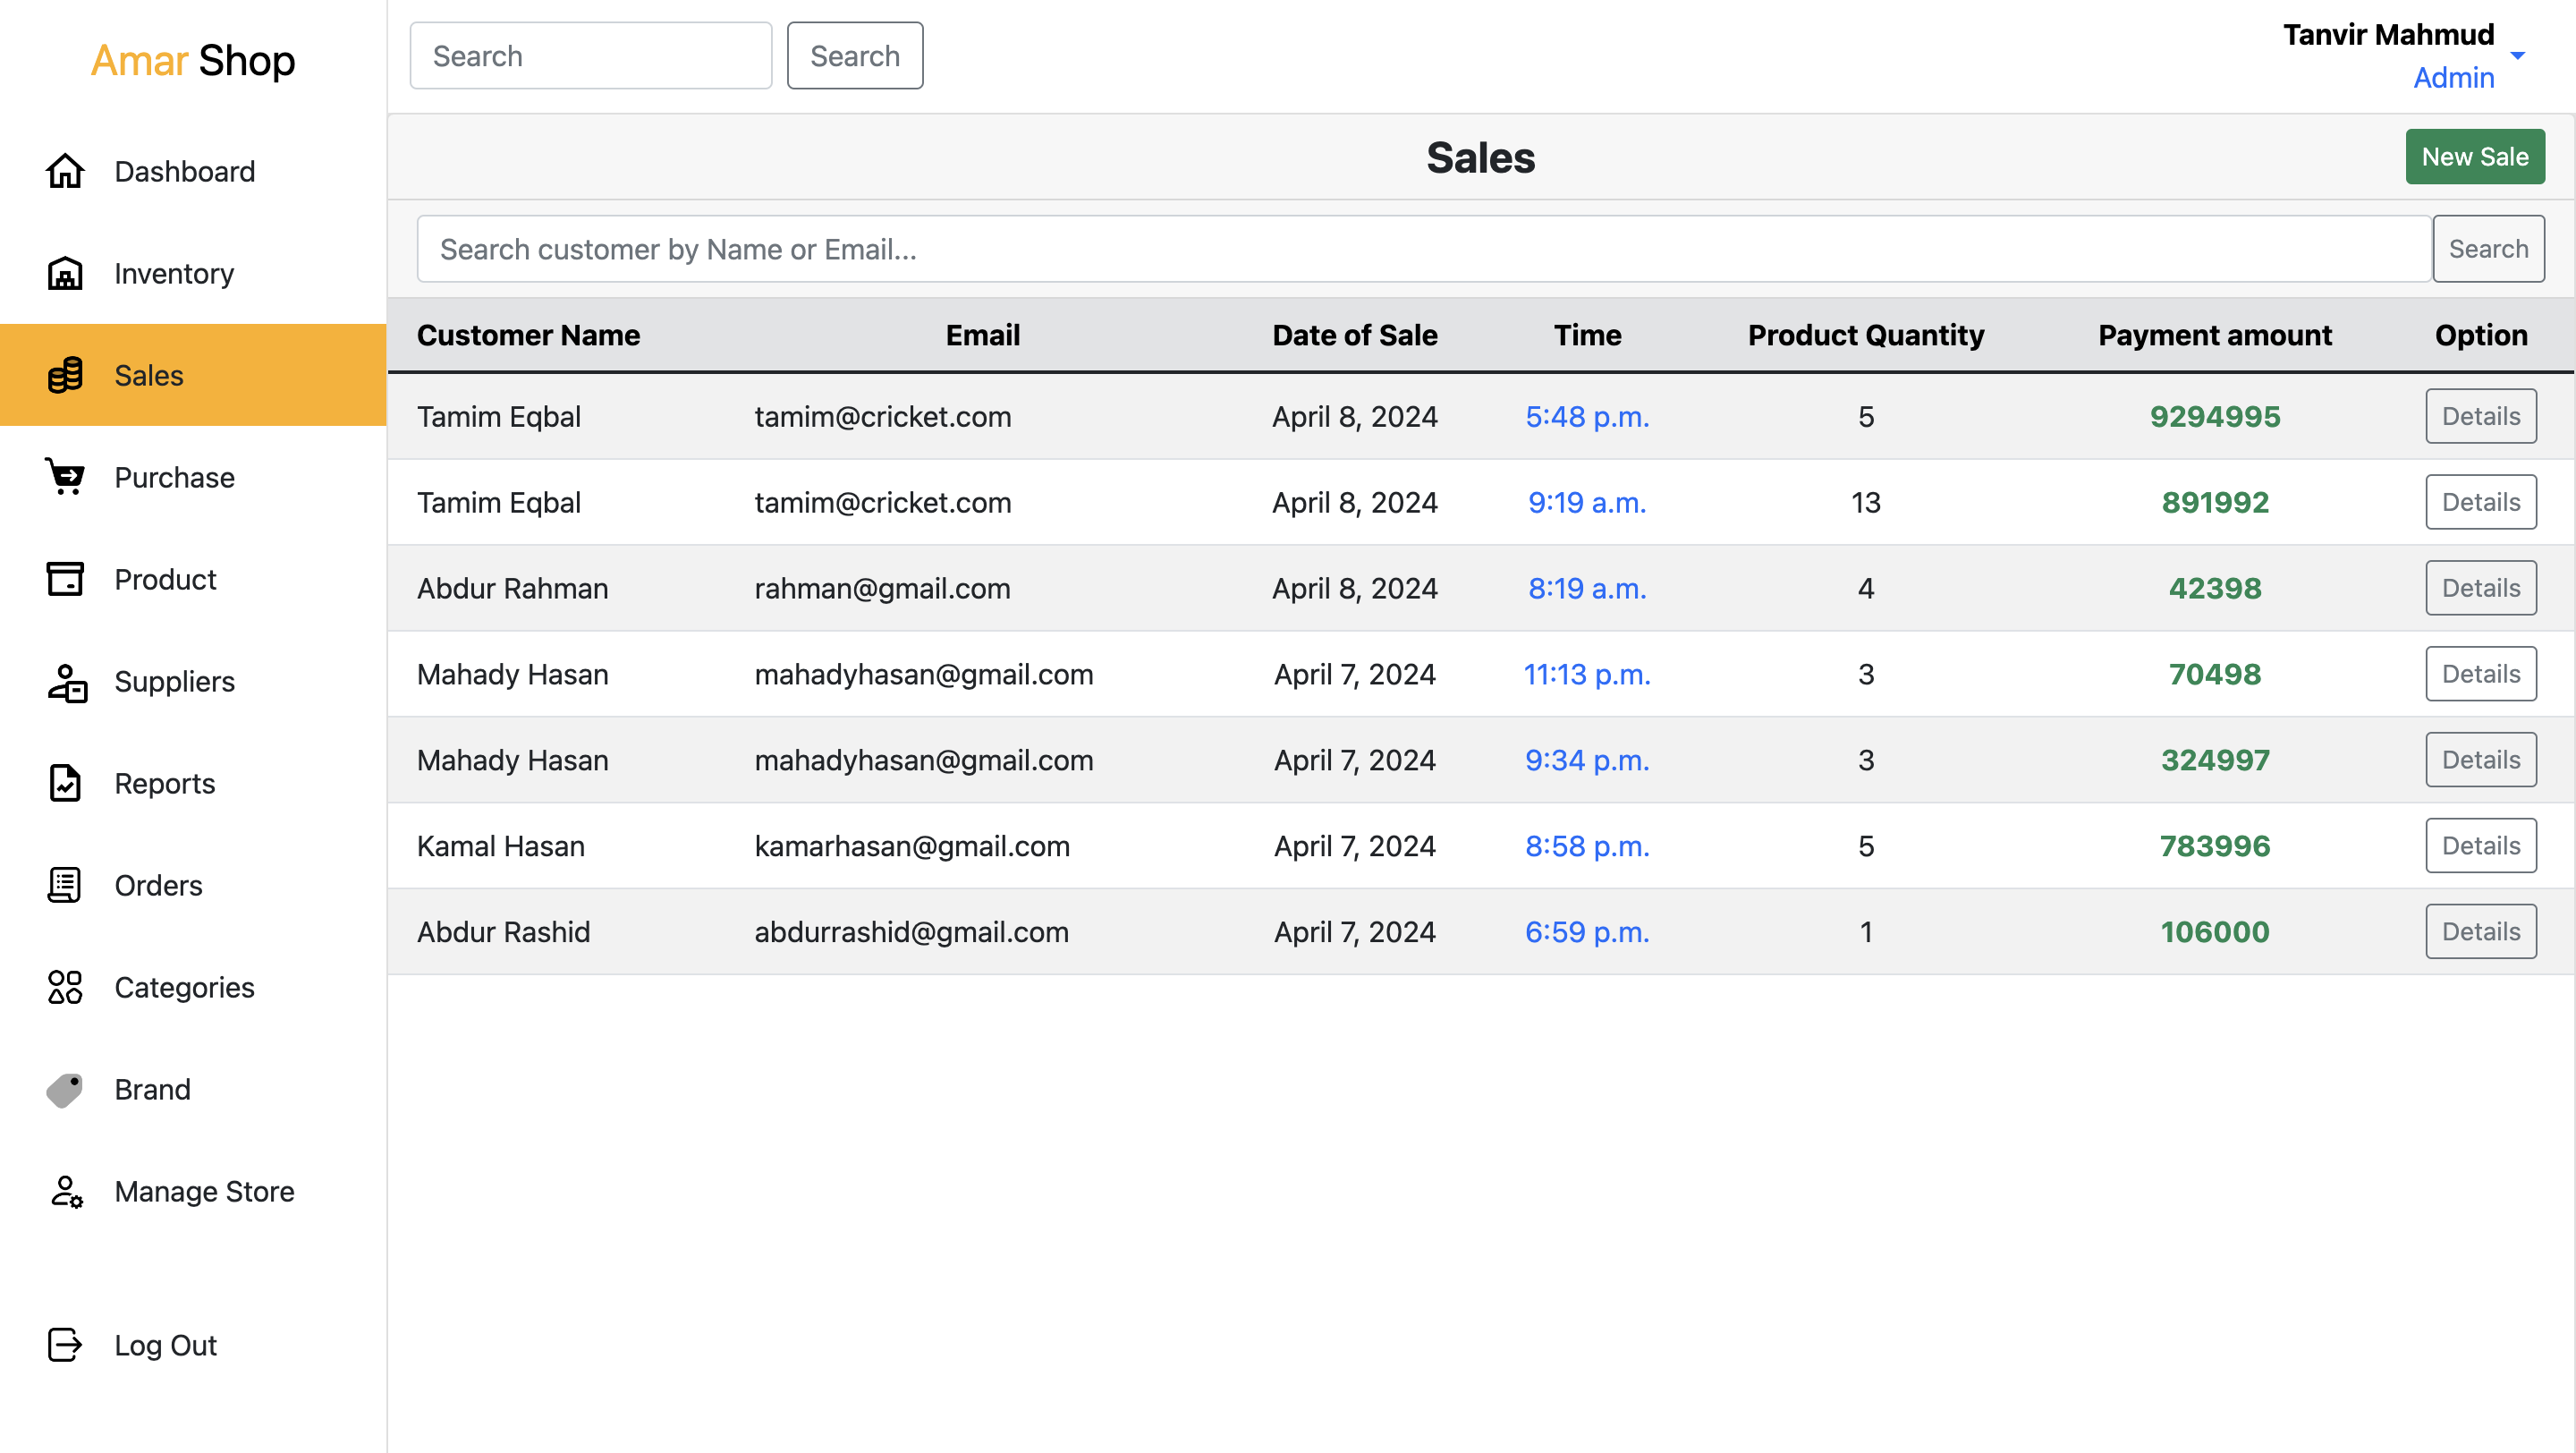 Amar Shop
Dashboard
Inventory
Sales
Purchase
Product
Suppliers
Reports
Orders
Categories
Brand
Manage Store
Log Out
Search Search
Tanvir Mahmud
Admin
Sales New Sale
Search customer by Name or Email... Search
Customer Name Email Date of Sale Time Product Quantity Payment amount Option
Tamim Eqbal tamim@cricket.com April 8, 2024 5:48 p.m. 5 9294995 Details
Tamim Eqbal tamim@cricket.com April 8, 2024 9:19 a.m. 13 891992 Details
Abdur Rahman rahman@gmail.com April 8, 2024 8:19 a.m. 4 42398 Details
Mahady Hasan mahadyhasan@gmail.com April 7, 2024 11:13 p.m. 3 70498 Details
Mahady Hasan mahadyhasan@gmail.com April 7, 2024 9:34 p.m. 3 324997 Details
Kamal Hasan kamarhasan@gmail.com April 7, 2024 8:58 p.m. 5 783996 Details
Abdur Rashid abdurrashid@gmail.com April 7, 2024 6:59 p.m. 1 106000 Details